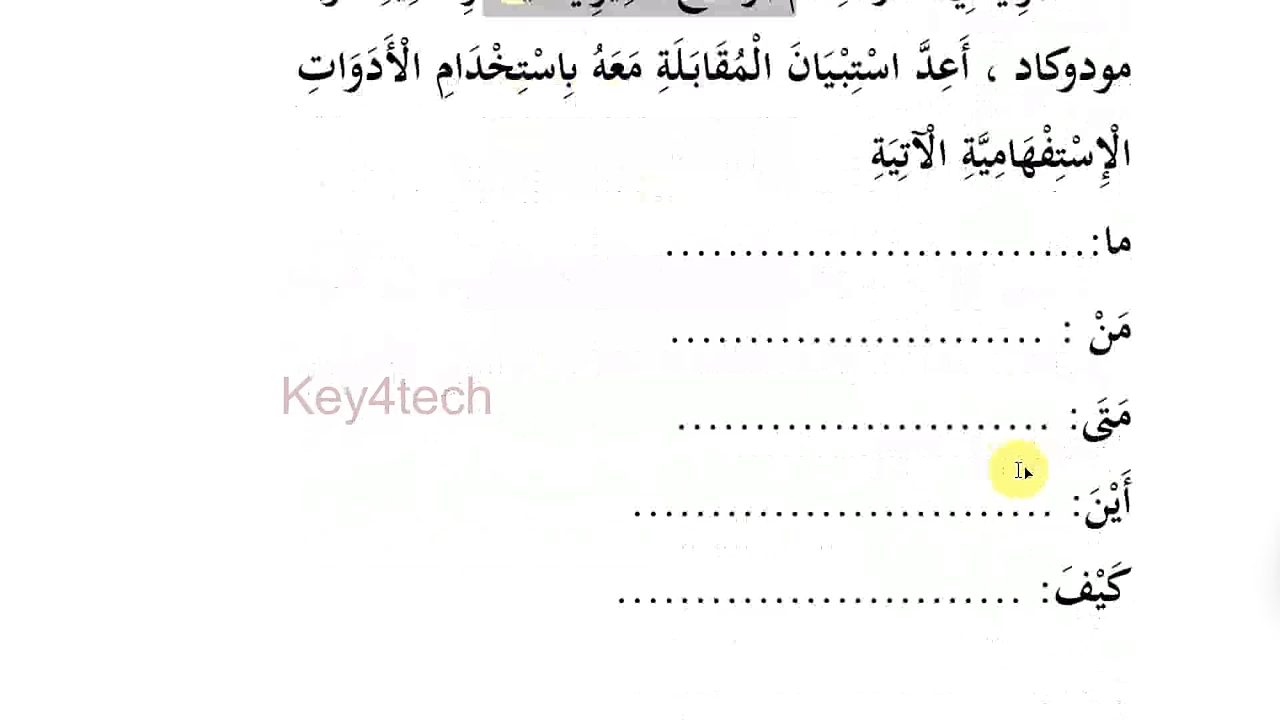 مودوكاد ، أَعِدَّ اسْتِبْيَانَ الْمُقَابَلَةِ مَعَهُ بِاسْتِخْدَامِ الْأَدَوَاتِ
الْإِسْتِفْهَامِيَّةِ الْآتِيَةِ
ما:...........................
مَنْ : ........................
مَتَى: ........................
Key4tech
أَيْنَ: ...........................
كَيْفَ: ..........................